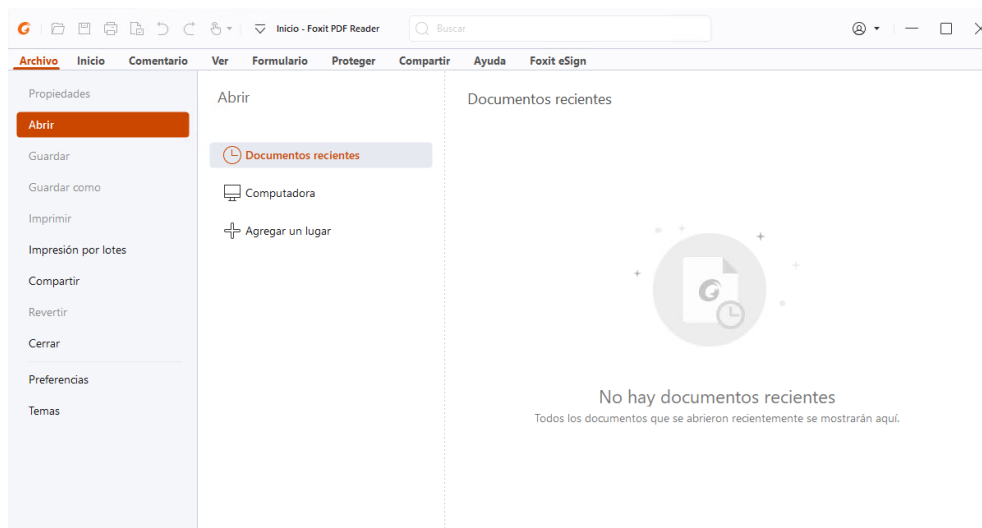 Inicio - Foxit PDF Reader
Buscar
Archivo Inicio Comentario Ver Formulario Proteger Compartir Ayuda Foxit eSign
Propiedades
Abrir
Guardar
Guardar como
Imprimir
Impresión por lotes
Compartir
Revertir
Cerrar
Preferencias
Temas
Abrir
Documentos recientes
Computadora
Agregar un lugar
Documentos recientes
No hay documentos recientes
Todos los documentos que se abrieron recientemente se mostrarán aquí.